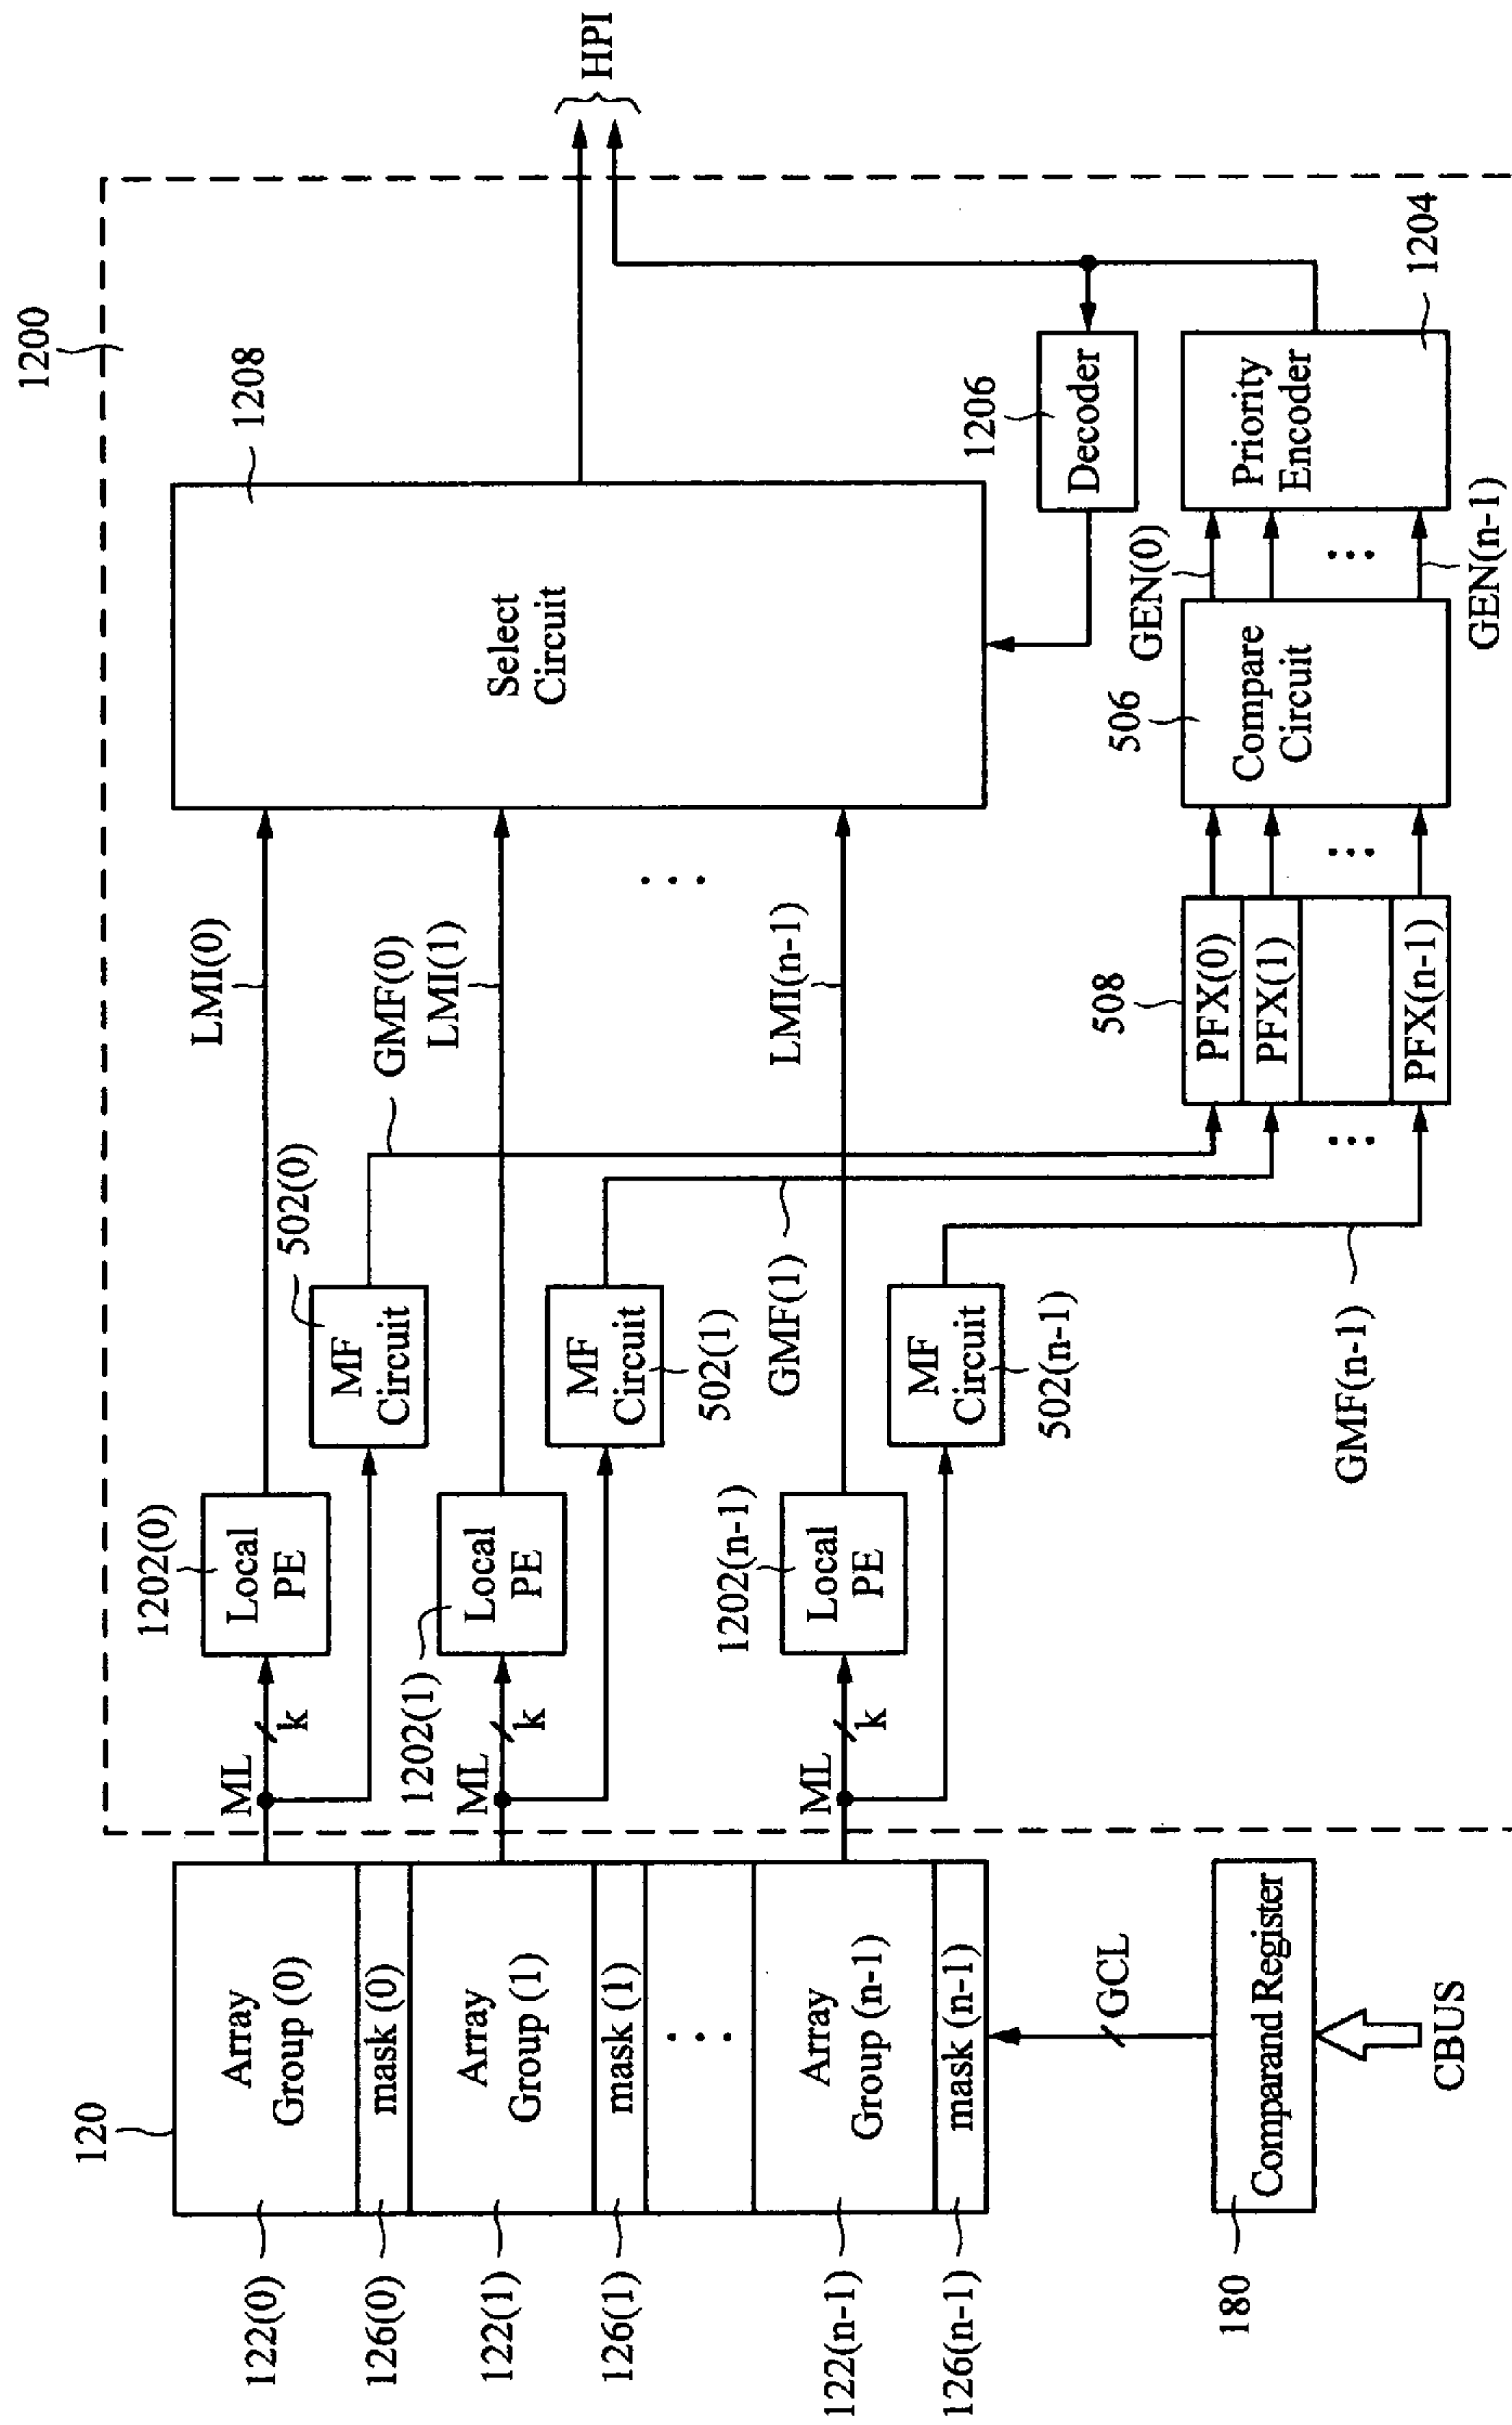 1200
HPI
1208
Select
Circuit
1206
Decoder
Priority
Encoder
1204
GEN(0)
GEN(n-1)
506
Compare
Circuit
508
PFX(0)
PFX(1)
PFX(n-1)
LMI(0)
GMF(0)
LMI(1)
LMI(n-1)
GMF(1)
GMF(n-1)
502(0)
MF
Circuit
MF
Circuit
502(1)
MF
Circuit
502(n-1)
1202(0)
Local
PE
1202(1)
Local
PE
1202(n-1)
Local
PE
ML
k
ML
k
ML
k
120
Array
Group (0)
mask (0)
Array
Group (1)
mask (1)
Array
Group (n-1)
mask (n-1)
GCL
Comparand Register
CBUS
122(0)
126(0)
122(1)
126(1)
122(n-1)
126(n-1)
180